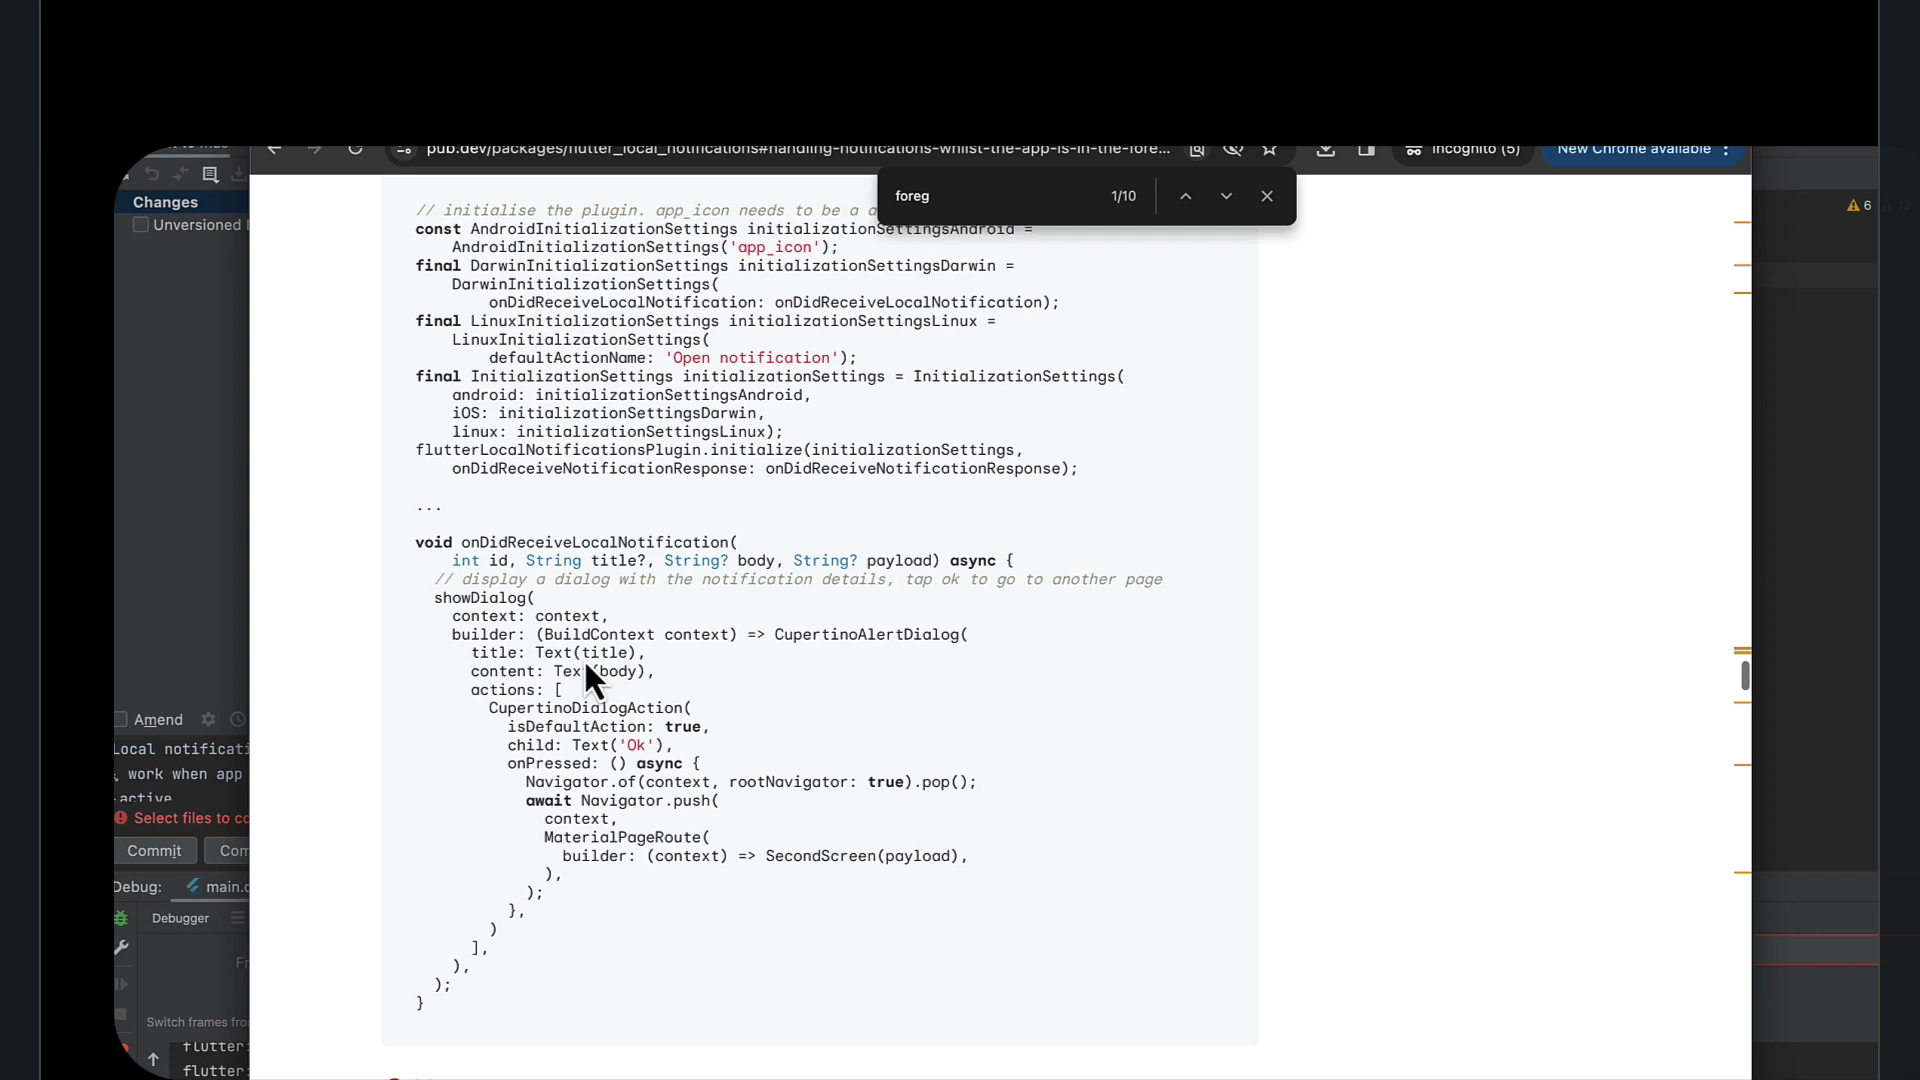 pub.dev/packages/flutter_local_notifications#handling-notifications-whilst-the-app-is-in-the-fore...
Incognito (5)
New Chrome available
foreg
1/10
Changes
Unversioned
6
12
// initialise the plugin. app_icon needs to be a
const AndroidInitializationSettings initializationSettingsAndroid =
AndroidInitializationSettings('app_icon');
final DarwinInitializationSettings initializationSettingsDarwin =
DarwinInitializationSettings(
onDidReceiveLocalNotification: onDidReceiveLocalNotification);
final LinuxInitializationSettings initializationSettingsLinux =
LinuxInitializationSettings(
defaultActionName: 'Open notification');
final InitializationSettings initializationSettings = InitializationSettings(
android: initializationSettingsAndroid,
iOS: initializationSettingsDarwin,
linux: initializationSettingsLinux);
flutterLocalNotificationsPlugin.initialize(initializationSettings,
onDidReceiveNotificationResponse: onDidReceiveNotificationResponse);
...
void onDidReceiveLocalNotification(
int id, String title?, String? body, String? payload) async {
// display a dialog with the notification details, tap ok to go to another page
showDialog(
context: context,
builder: (BuildContext context) => CupertinoAlertDialog(
title: Text(title),
content: Text(body),
actions: [
CupertinoDialogAction(
isDefaultAction: true,
child: Text('Ok'),
onPressed: () async {
Navigator.of(context, rootNavigator: true).pop();
await Navigator.push(
context,
MaterialPageRoute(
builder: (context) => SecondScreen(payload),
),
);
},
)
],
),
);
}
Amend
Local notificati
work when app
active
Select files to co
Commit
Com
Debug:
main.
Debugger
Fr
Switch frames fro
flutter:
flutter: